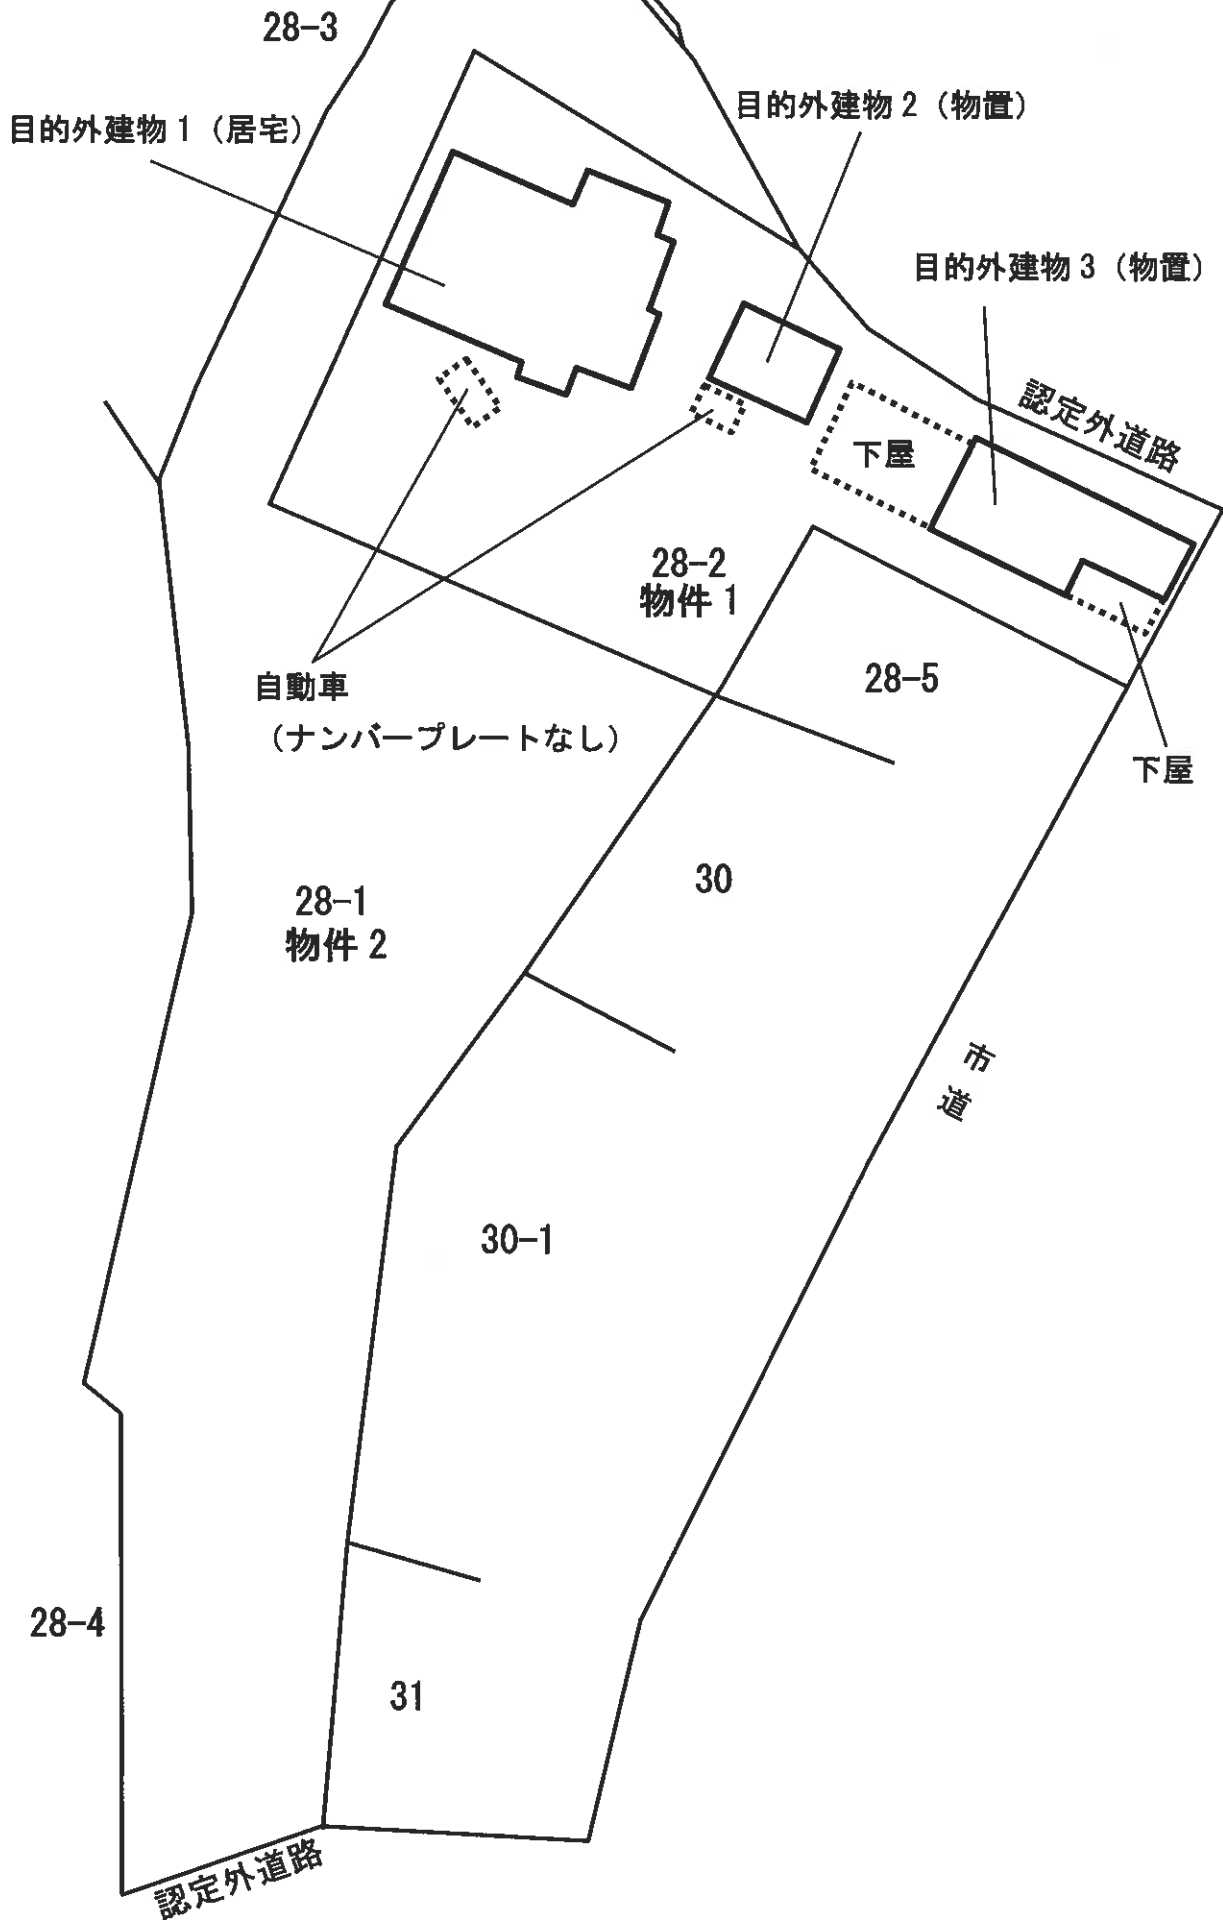 28-3
目的外建物1（居宅）
目的外建物2（物置）
目的外建物3（物置）
認定外道路
下屋
28-2
物件1
28-5
自動車
（ナンバープレートなし）
下屋
30
28-1
物件2
市道
30-1
28-4
31
認定外道路